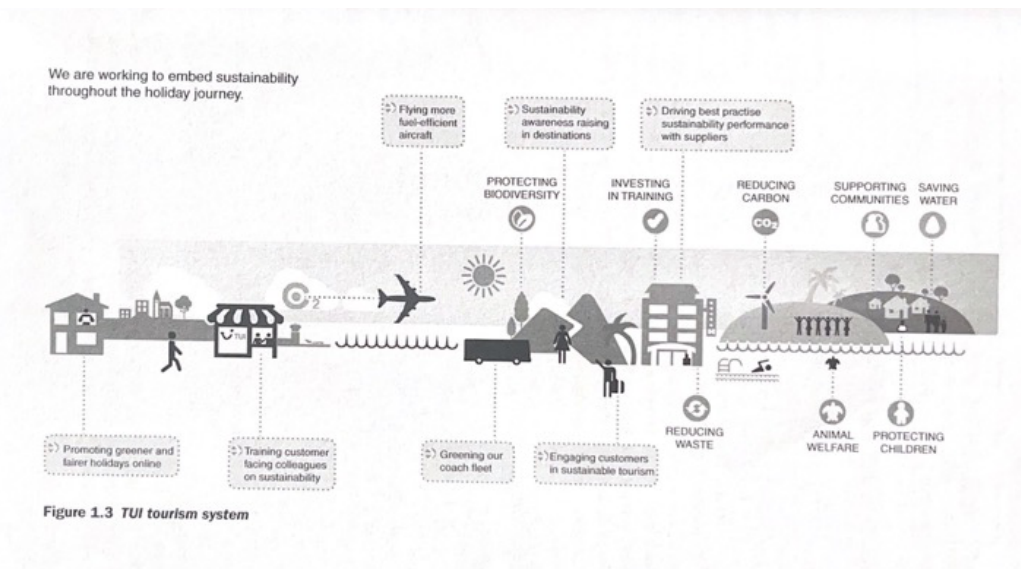 We are working to embed sustainability
throughout the holiday journey.
Flying more
fuel-efficient
aircraft
Sustainability
awareness raising
in destinations
Driving best practise
sustainability performance
with suppliers
PROTECTING
BIODIVERSITY
INVESTING
IN TRAINING
REDUCING
CARBON
SUPPORTING
COMMUNITIES
SAVING
WATER
CO2
2
TUI
REDUCING
WASTE
ANIMAL
WELFARE
PROTECTING
CHILDREN
Promoting greener and
fairer holidays online
Training customer
facing colleagues
on sustainability
Greening our
coach fleet
Engaging customers
in sustainable tourism
Figure 1.3 TUI tourism system